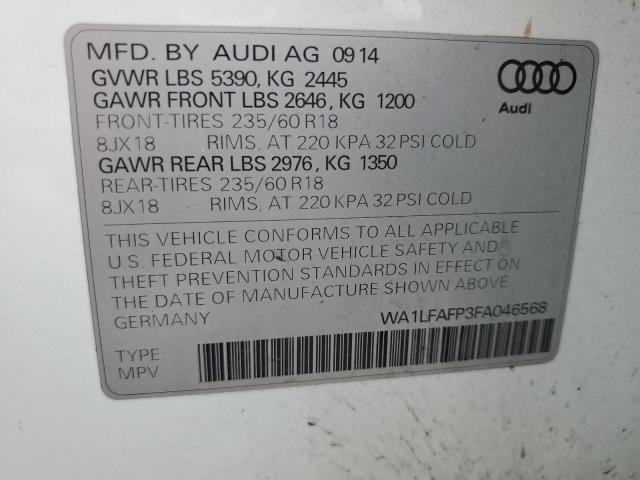 MFD. BY AUDI AG 09 14
GVWR LBS 5390, KG 2445
GAWR FRONT LBS 2646, KG 1200
FRONT-TIRES 235/60 R18
8JX18 RIMS, AT 220 KPA 32 PSI COLD
GAWR REAR LBS 2976, KG 1350
REAR-TIRES 235/60 R18
8JX18 RIMS, AT 220 KPA 32 PSI COLD
Audi
THIS VEHICLE CONFORMS TO ALL APPLICABLE
U.S. FEDERAL MOTOR VEHICLE SAFETY AND
THEFT PREVENTION STANDARDS IN EFFECT ON
THE DATE OF MANUFACTURE SHOWN ABOVE
GERMANY WA1LFAFP3FA046568
TYPE:
MPV